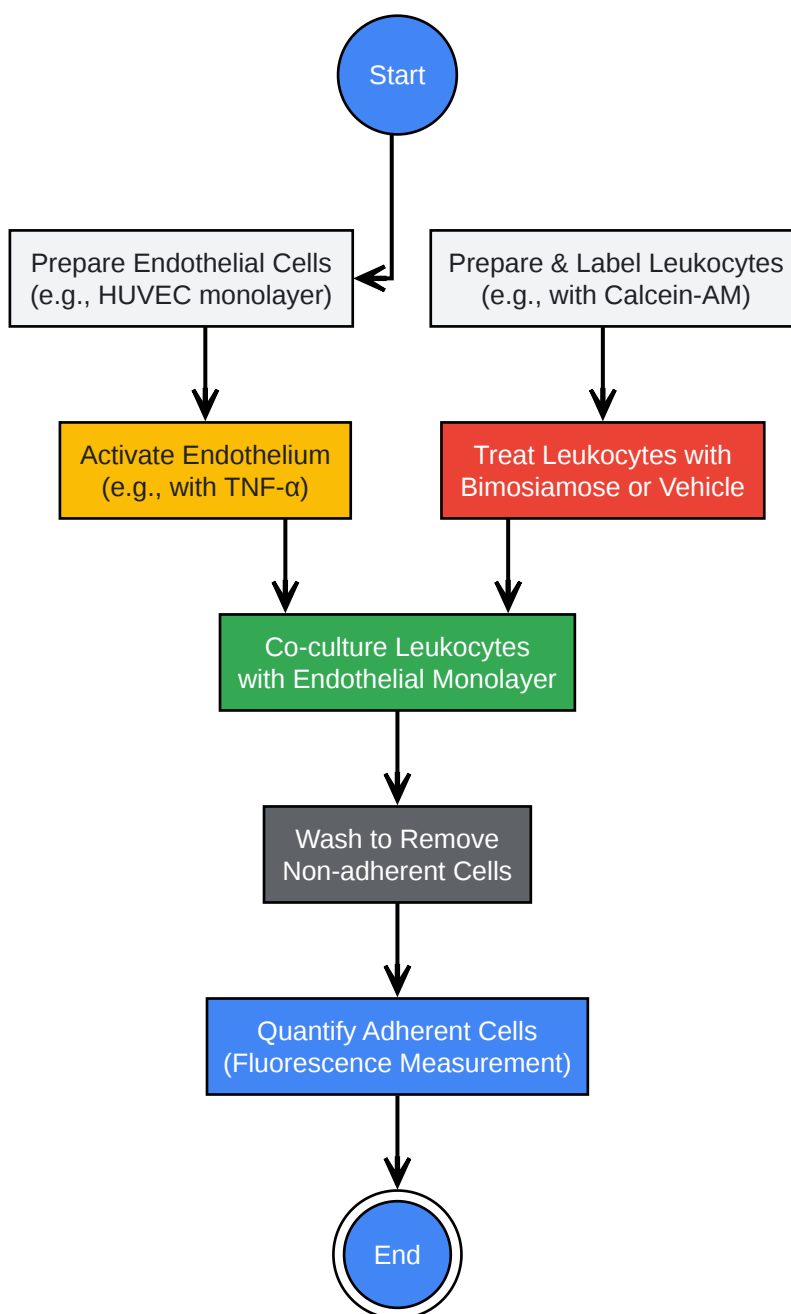 Start
Prepare Endothelial Cells
(e.g., HUVEC monolayer)
Prepare & Label Leukocytes
(e.g., with Calcein-AM)
Activate Endothelium
(e.g., with TNF-α)
Treat Leukocytes with
Bimosiamose or Vehicle
Co-culture Leukocytes
with Endothelial Monolayer
Wash to Remove
Non-adherent Cells
Quantify Adherent Cells
(Fluorescence Measurement)
End